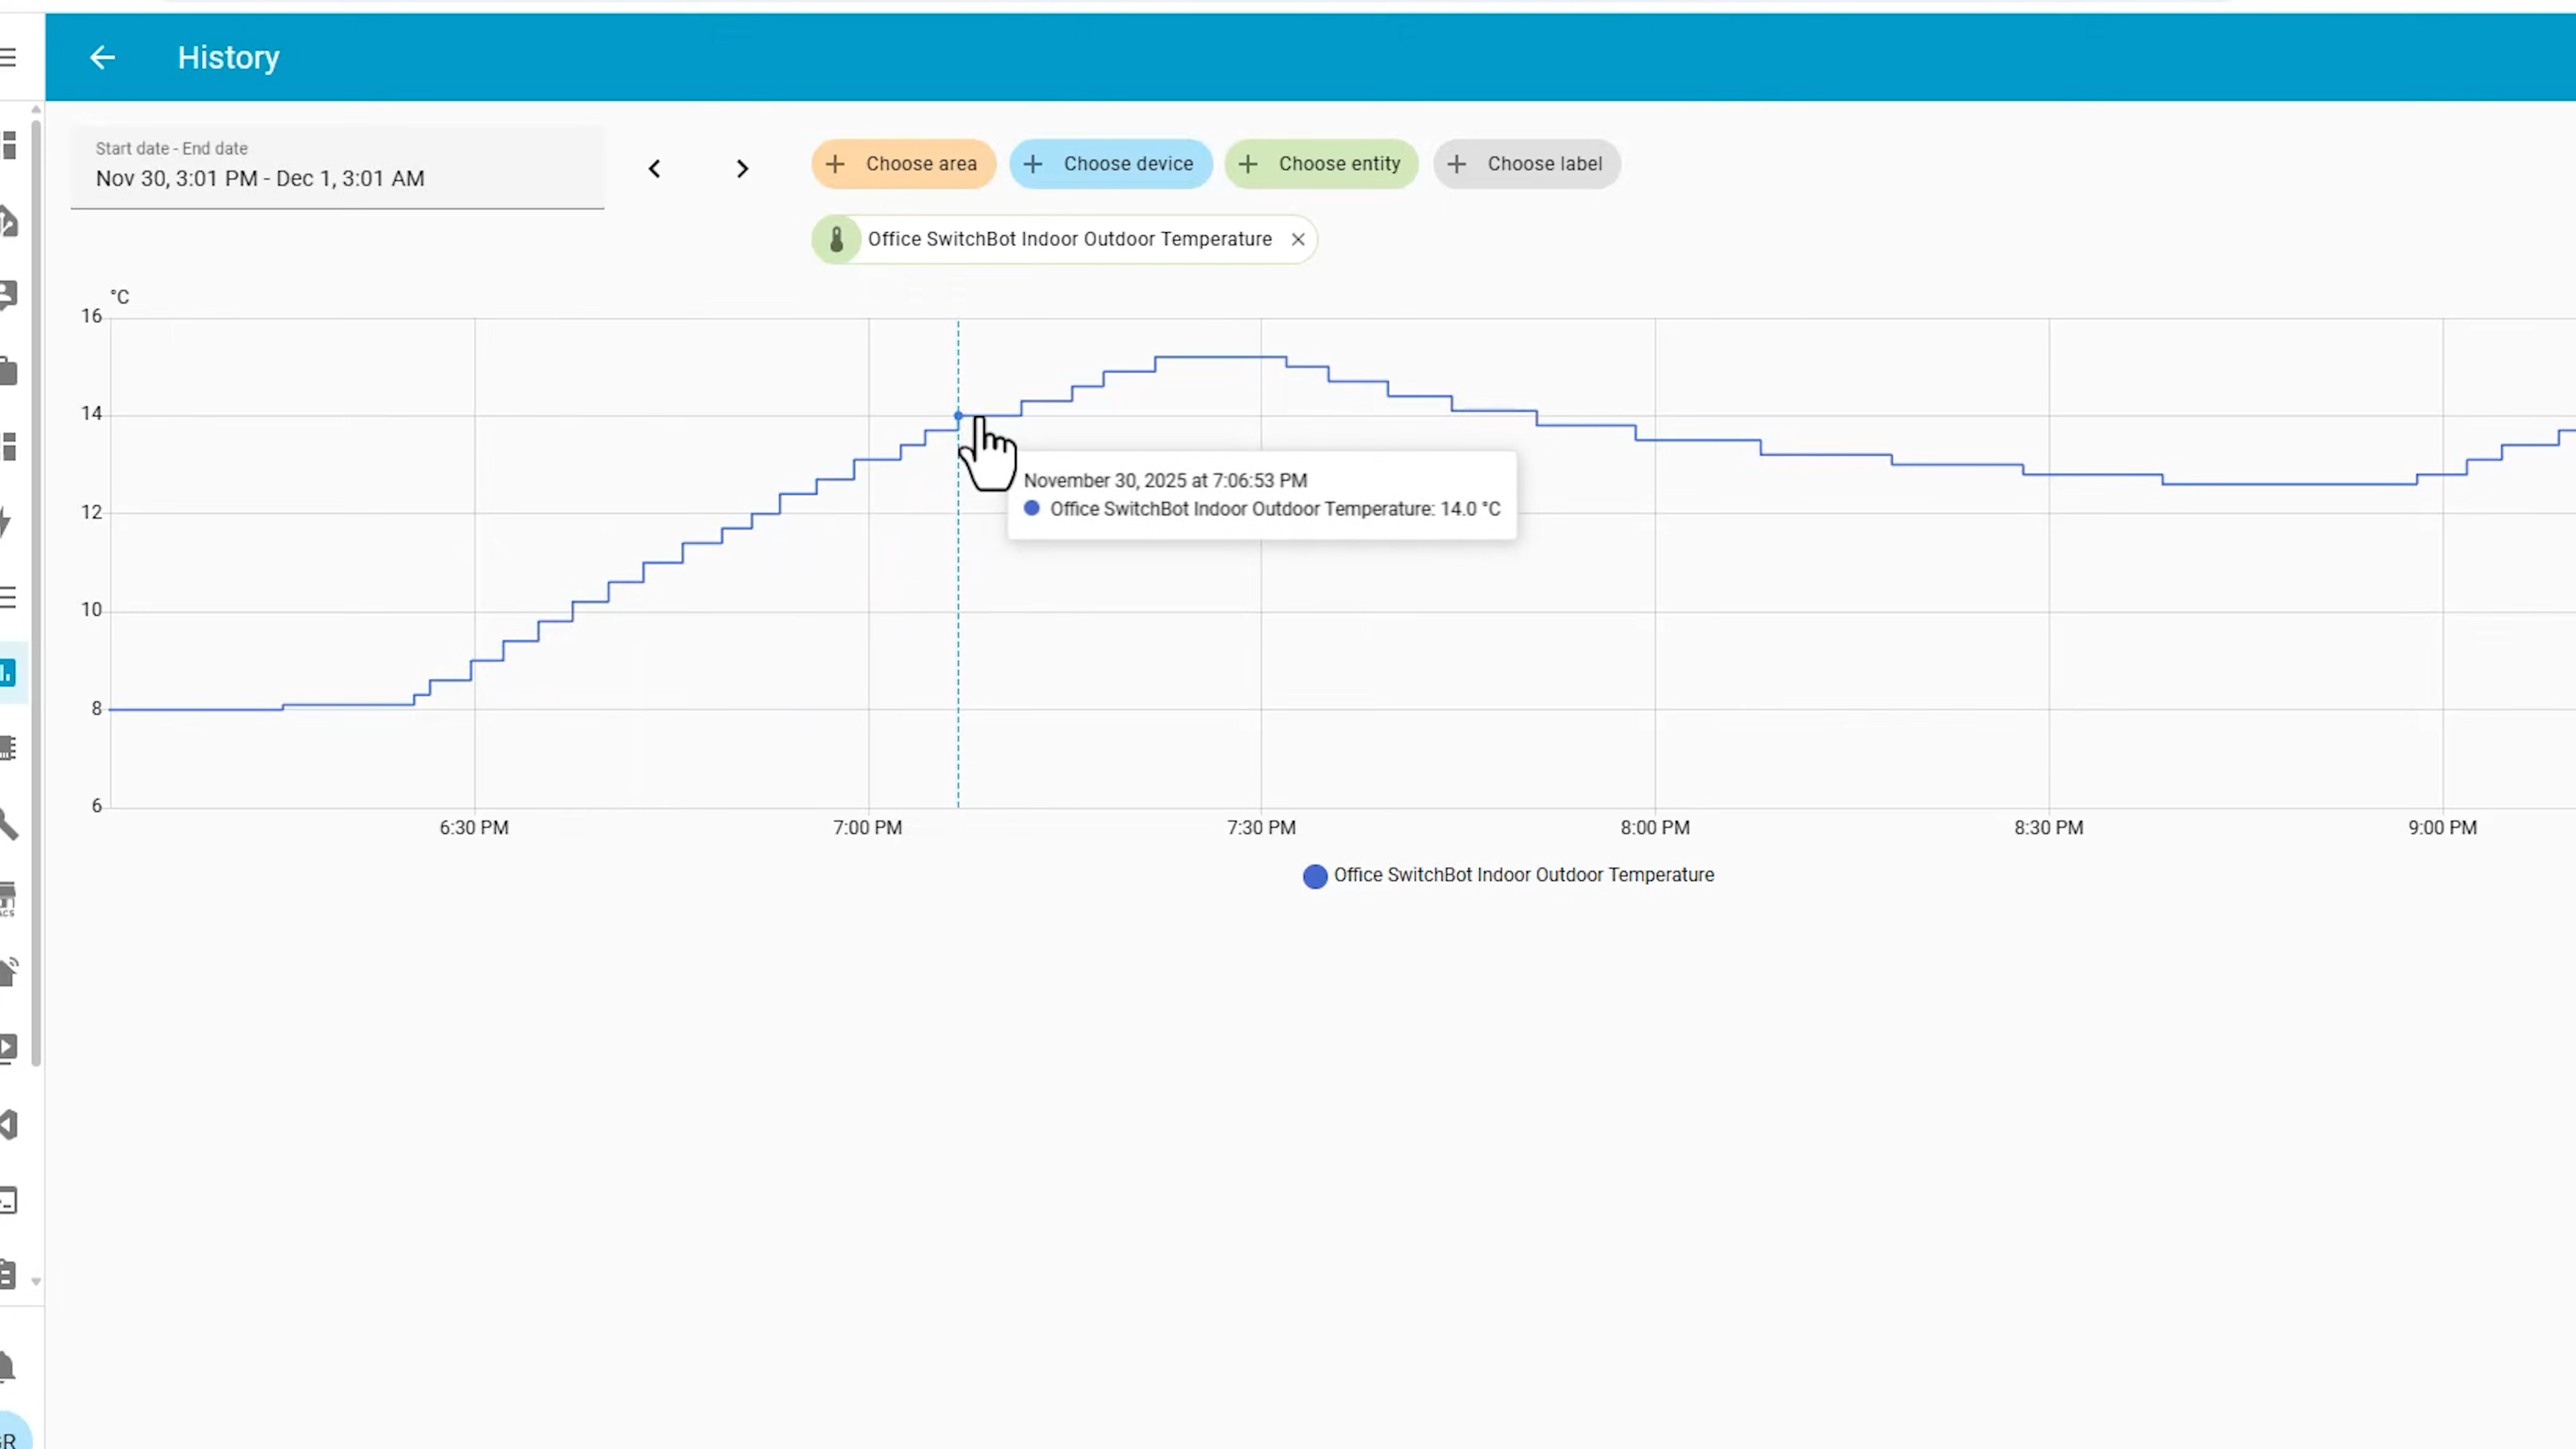 History
Start date - End date
Nov 30, 3:01 PM - Dec 1, 3:01 AM
Choose area
Choose device
Choose entity
Choose label
Office SwitchBot Indoor Outdoor Temperature
°C
16
14
12
10
8
6
November 30, 2025 at 7:06:53 PM
Office SwitchBot Indoor Outdoor Temperature: 14.0 °C
6:30 PM
7:00 PM
7:30 PM
8:00 PM
8:30 PM
9:00 PM
Office SwitchBot Indoor Outdoor Temperature